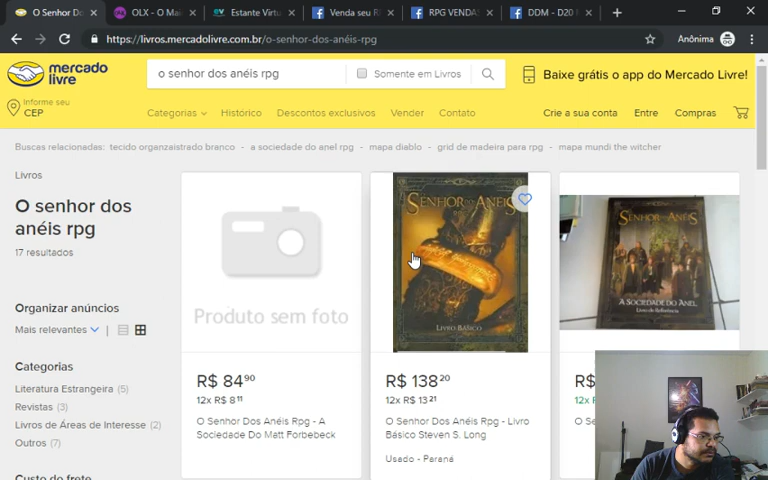 O Senho Dos
OLX - O Ma
Estante Virtu
Venda seu R
RPG VENDA
DDM - D20
https://livros.mercadolivre.com.br/o-senhor-dos-anéis-rpg
Anônima
mercado
livre
o senhor dos anéis rpg
Somente em Livros
Baixe grátis o app do Mercado Livre!
Informe seu
CEP
Categorias
Histórico
Descontos exclusivos
Vender
Contato
Crie a sua conta
Entre
Compras
Buscas relacionadas: tecido organzaistrado branco - a sociedade do anel rpg - mapa diablo - grid de madeira para rpg - mapa mundi the witcher
Livros
O senhor dos
anéis rpg
17 resultados
Organizar anúncios
Mais relevantes
Categorias
Literatura Estrangeira (5)
Revistas (3)
Livros de Áreas de Interesse (2)
Outros (7)
Custo do frete
Produto sem foto
R$ 84 90
12x R$ 8 11
O Senhor Dos Anéis Rpg - A
Sociedade Do Matt Forbebeck
SENHOR DOS ANÉIS
LIVRO BÁSICO
R$ 138 20
12x R$ 13 21
O Senhor Dos Anéis Rpg - Livro
Básico Steven S. Long
Usado - Paraná
SENHOR DOS ANÉIS
A SOCIEDADE DO ANEL
Livro de Referência
R$
12x
O Se